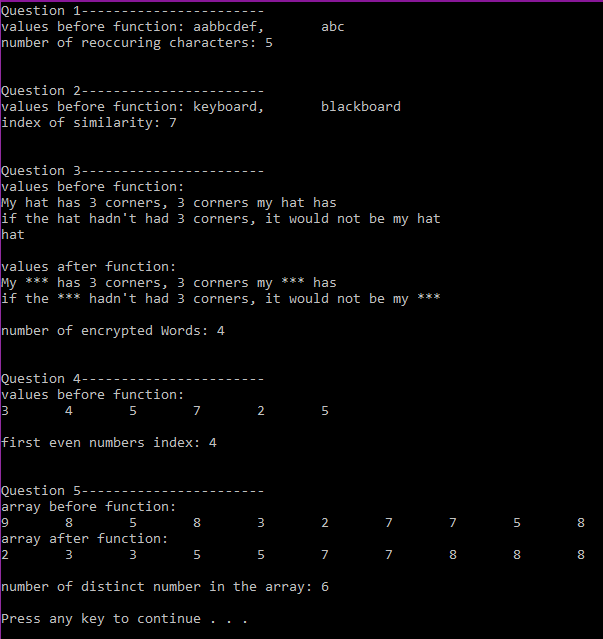 Question 1-----------------------
values before function: aabbcdef,       abc
number of reoccuring characters: 5
Question 2-----------------------
values before function: keyboard,       blackboard
index of similarity: 7
Question 3-----------------------
values before function:
My hat has 3 corners, 3 corners my hat has
if the hat hadn't had 3 corners, it would not be my hat
hat
values after function:
My *** has 3 corners, 3 corners my *** has
if the *** hadn't had 3 corners, it would not be my ***
number of encrypted Words: 4
Question 4-----------------------
values before function:
3       4       5       7       2       5
first even numbers index: 4
Question 5-----------------------
array before function:
9       8       5       8       3       2       7       7       5       8
array after function:
2       3       3       5       5       7       7       8       8       8
number of distinct number in the array: 6
Press any key to continue . . .